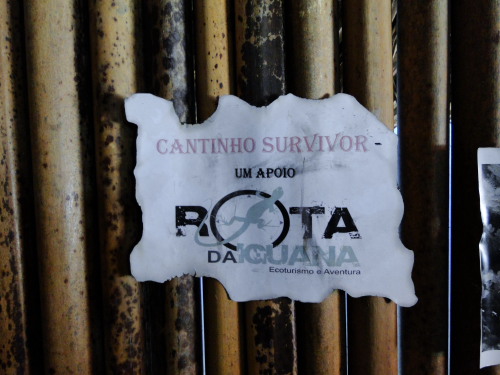 CANTINHO SURVIVOR
UM APOIO
ROTA
DA IGUANA
Ecoturismo e Aventura